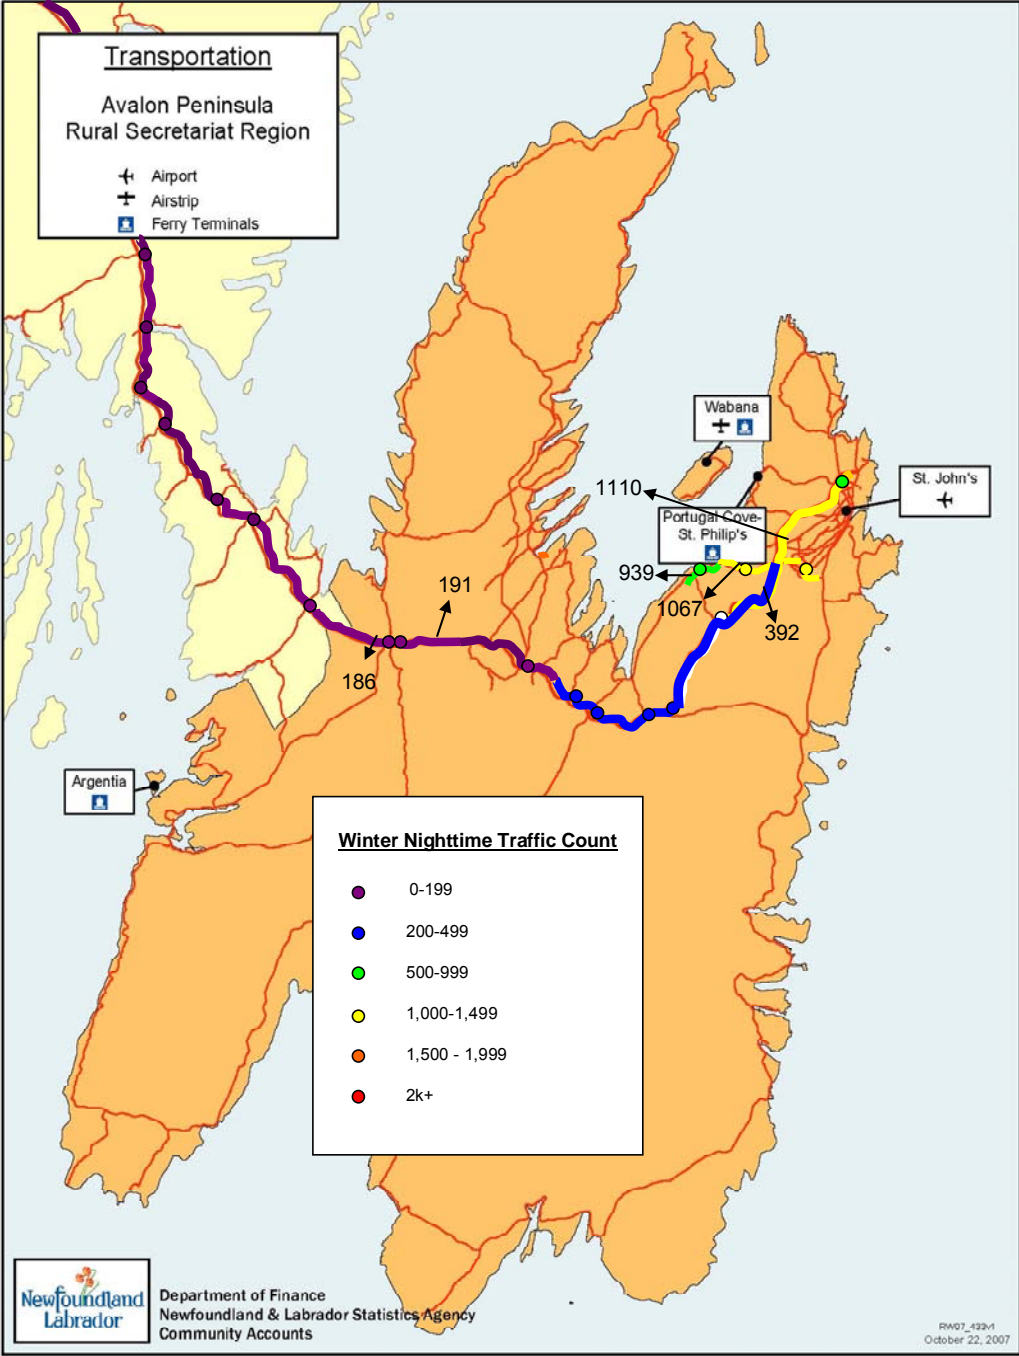 Transportation
Avalon Peninsula
Rural Secretariat Region
Airport
Airstrip
Ferry Terminals
Wabana
St. John's
1110
Portugal Cove-
St. Philip's
939
1067
392
191
186
Argentia
Winter Nighttime Traffic Count
0-199
200-499
500-999
1,000-1,499
1,500 - 1,999
2k+
Newfoundland
Labrador
Department of Finance
Newfoundland & Labrador Statistics Agency
Community Accounts
RW07_433v1
October 22, 2007